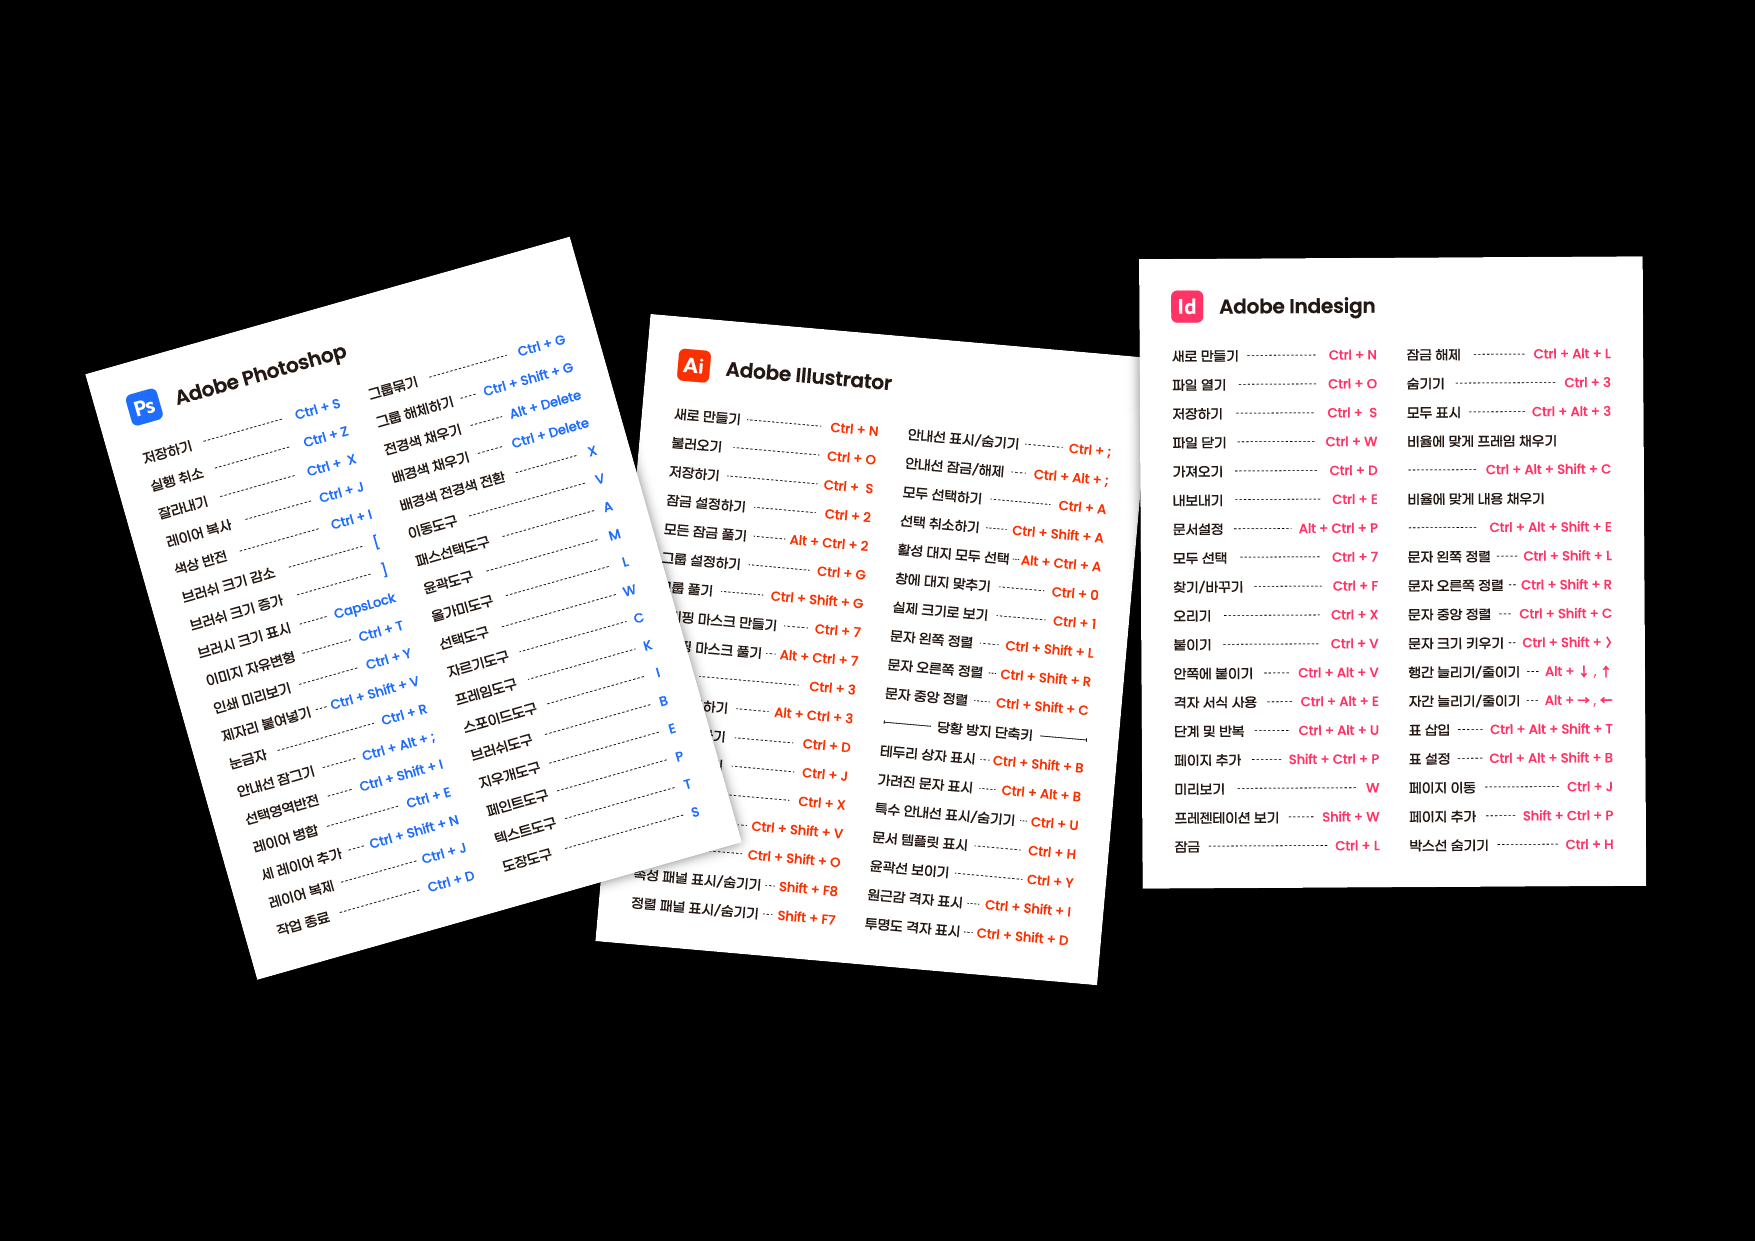 Ps Adobe Photoshop
저장하기 Ctrl + S
실행 취소 Ctrl + Z
잘라내기 Ctrl + X
레이어 복사 Ctrl + J
색상 반전 Ctrl + I
브러쉬 크기 감소 [
브러쉬 크기 증가 ]
브러시 크기 표시 CapsLock
이미지 자유변형 Ctrl + T
인쇄 미리보기 Ctrl + Y
제자리 붙여넣기 Ctrl + Shift + V
눈금자 Ctrl + R
안내선 잠그기 Ctrl + Alt + ;
선택영역반전 Ctrl + Shift + I
레이어 병합 Ctrl + E
세 레이어 추가 Ctrl + Shift + N
레이어 복제 Ctrl + J
작업 종료 Ctrl + D
그룹묶기 Ctrl + G
그룹 해체하기 Ctrl + Shift + G
전경색 채우기 Alt + Delete
배경색 채우기 Ctrl + Delete
배경색 전경색 전환 X
이동도구 V
패스선택도구 A
윤곽도구 M
올가미도구 L
선택도구 W
자르기도구 C
프레임도구 K
스포이드도구 I
브러쉬도구 B
지우개도구 E
페인트도구 P
텍스트도구 T
도장도구 S
Ai Adobe Illustrator
새로 만들기 Ctrl + N
불러오기 Ctrl + O
저장하기 Ctrl + S
잠금 설정하기 Ctrl + 2
모든 잠금 풀기 Alt + Ctrl + 2
그룹 설정하기 Ctrl + G
룹 풀기 Ctrl + Shift + G
핑 마스크 만들기 Ctrl + 7
마스크 풀기 Alt + Ctrl + 7
Ctrl + 3
하기 Alt + Ctrl + 3
기 Ctrl + D
Ctrl + J
Ctrl + X
Ctrl + Shift + V
Ctrl + Shift + O
속성 패널 표시/숨기기 Shift + F8
정렬 패널 표시/숨기기 Shift + F7
안내선 표시/숨기기 Ctrl + ;
안내선 잠금/해제 Ctrl + Alt + ;
모두 선택하기 Ctrl + A
선택 취소하기 Ctrl + Shift + A
활성 대지 모두 선택 Alt + Ctrl + A
창에 대지 맞추기 Ctrl + 0
실제 크기로 보기 Ctrl + 1
문자 왼쪽 정렬 Ctrl + Shift + L
문자 오른쪽 정렬 Ctrl + Shift + R
문자 중앙 정렬 Ctrl + Shift + C
당황 방지 단축키
테두리 상자 표시 Ctrl + Shift + B
가려진 문자 표시 Ctrl + Alt + B
특수 안내선 표시/숨기기 Ctrl + U
문서 템플릿 표시 Ctrl + H
윤곽선 보이기 Ctrl + Y
원근감 격자 표시 Ctrl + Shift + I
투명도 격자 표시 Ctrl + Shift + D
Id Adobe Indesign
새로 만들기 Ctrl + N
파일 열기 Ctrl + O
저장하기 Ctrl + S
파일 닫기 Ctrl + W
가져오기 Ctrl + D
내보내기 Ctrl + E
문서설정 Alt + Ctrl + P
모두 선택 Ctrl + 7
찾기/바꾸기 Ctrl + F
오리기 Ctrl + X
붙이기 Ctrl + V
안쪽에 붙이기 Ctrl + Alt + V
격자 서식 사용 Ctrl + Alt + E
단계 및 반복 Ctrl + Alt + U
페이지 추가 Shift + Ctrl + P
미리보기 W
프레젠테이션 보기 Shift + W
잠금 Ctrl + L
잠금 해제 Ctrl + Alt + L
숨기기 Ctrl + 3
모두 표시 Ctrl + Alt + 3
비율에 맞게 프레임 채우기
Ctrl + Alt + Shift + C
비율에 맞게 내용 채우기
Ctrl + Alt + Shift + E
문자 왼쪽 정렬 Ctrl + Shift + L
문자 오른쪽 정렬 Ctrl + Shift + R
문자 중앙 정렬 Ctrl + Shift + C
문자 크기 키우기 Ctrl + Shift + >
행간 늘리기/줄이기 Alt + ↓ , ↑
자간 늘리기/줄이기 Alt + → , ←
표 삽입 Ctrl + Alt + Shift + T
표 설정 Ctrl + Alt + Shift + B
페이지 이동 Ctrl + J
페이지 추가 Shift + Ctrl + P
박스선 숨기기 Ctrl + H